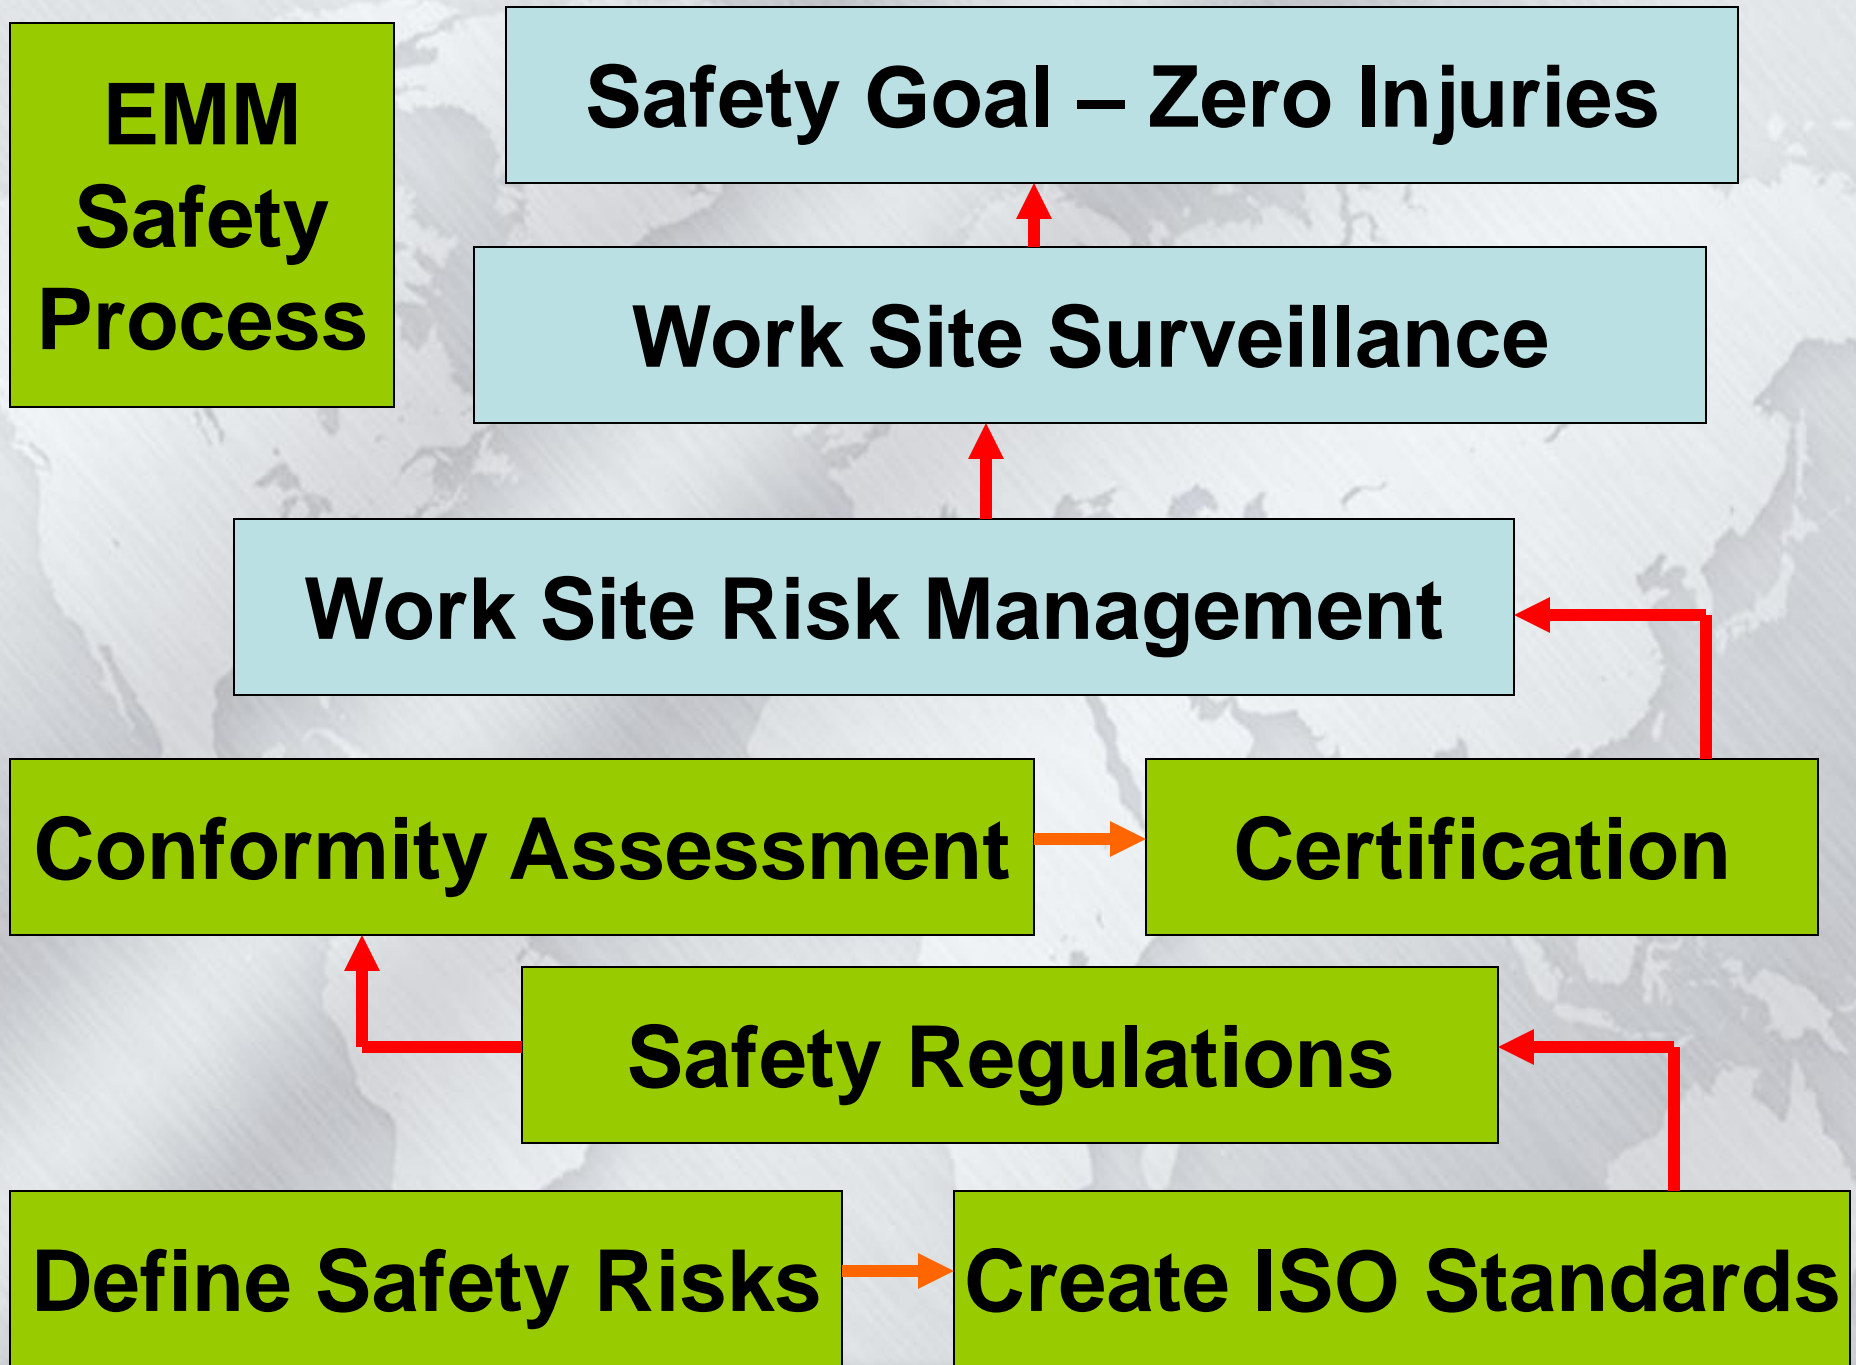 EMM
Safety
Process
Safety Goal – Zero Injuries
Work Site Surveillance
Work Site Risk Management
Conformity Assessment
Certification
Safety Regulations
Define Safety Risks
Create ISO Standards